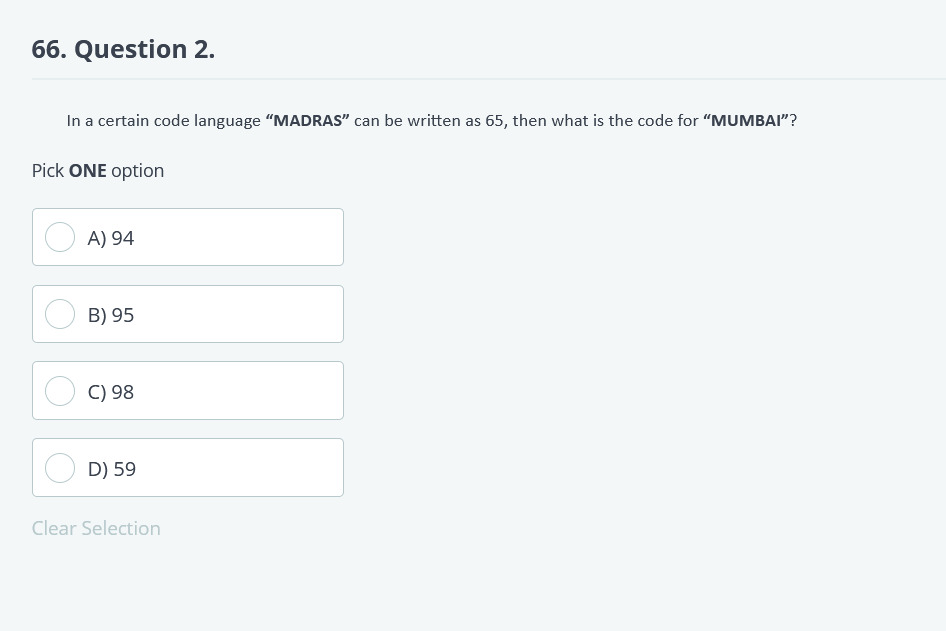 66. Question 2.
In a certain code language “MADRAS” can be written as 65, then what is the code for “MUMBAI”?
Pick ONE option
A) 94
B) 95
C) 98
D) 59
Clear Selection